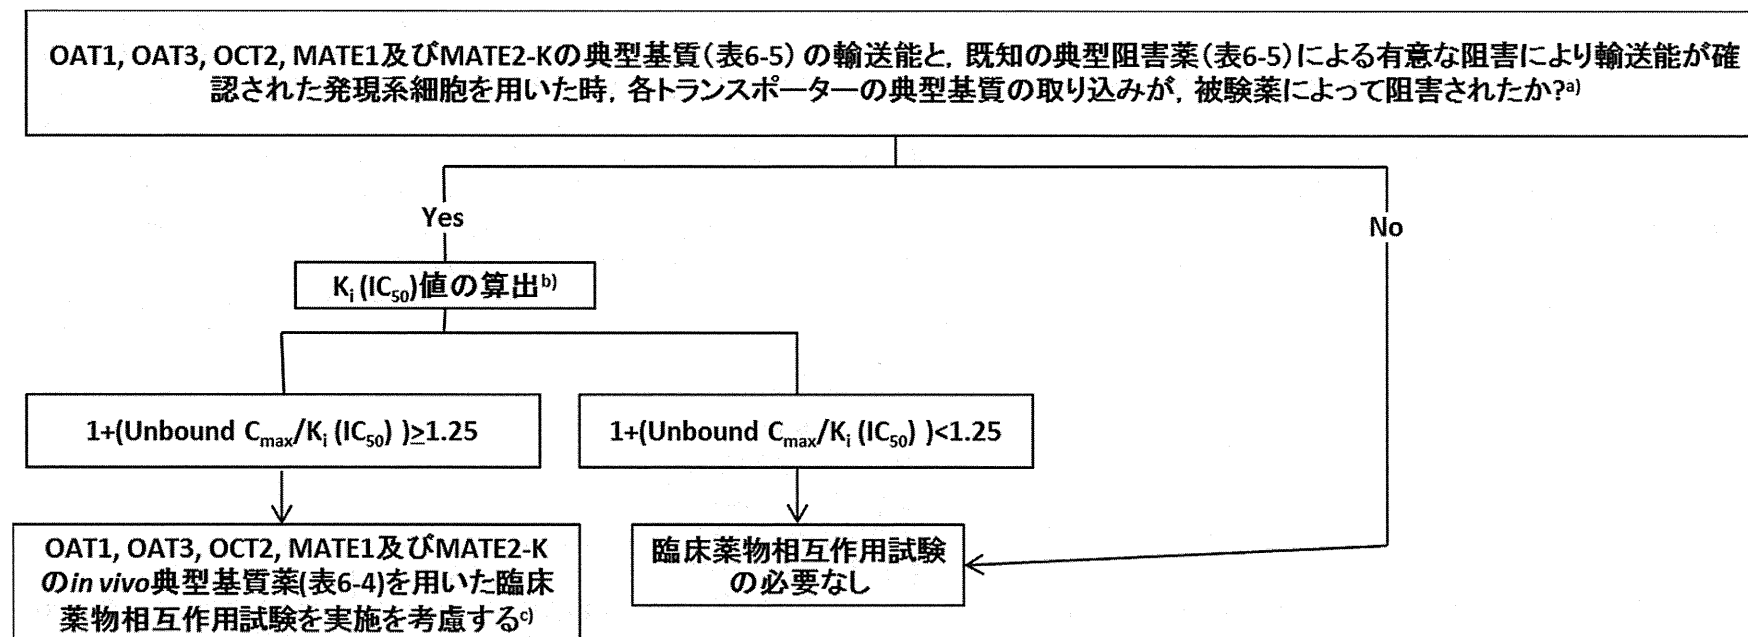 OAT1, OAT3, OCT2, MATE1及びMATE2-Kの典型基質(表6-5) の輸送能と, 既知の典型阻害薬(表6-5)による有意な阻害により輸送能が確
認された発現系細胞を用いた時, 各トランスポーターの典型基質の取り込みが, 被験薬によって阻害されたか?a)
Yes
No
Ki (IC50)値の算出b)
1+(Unbound Cmax/Ki (IC50) )≥1.25
1+(Unbound Cmax/Ki (IC50) )<1.25
OAT1, OAT3, OCT2, MATE1及びMATE2-K
のin vivo典型基質薬(表6-4)を用いた臨床
薬物相互作用試験を実施を考慮するc)
臨床薬物相互作用試験
の必要なし